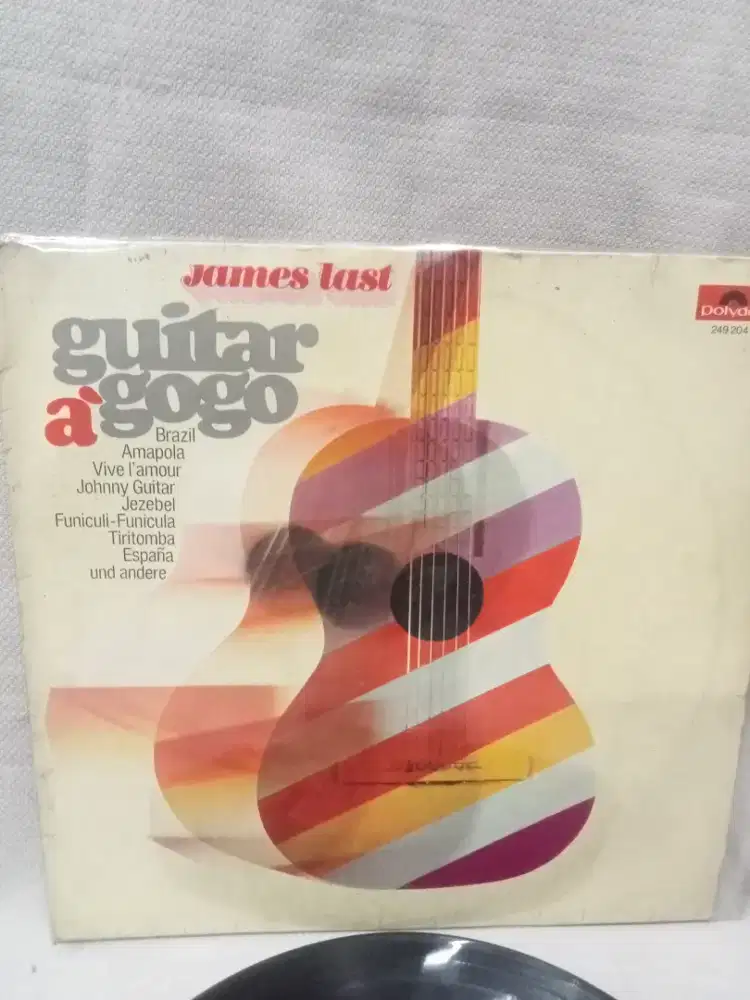 james last
guitar
à gogo
Brazil
Amapola
Vive l'amour
Johnny Guitar
Jezebel
Funiculi-Funicula
Tiritomba
España
und andere
Polydo
249 204